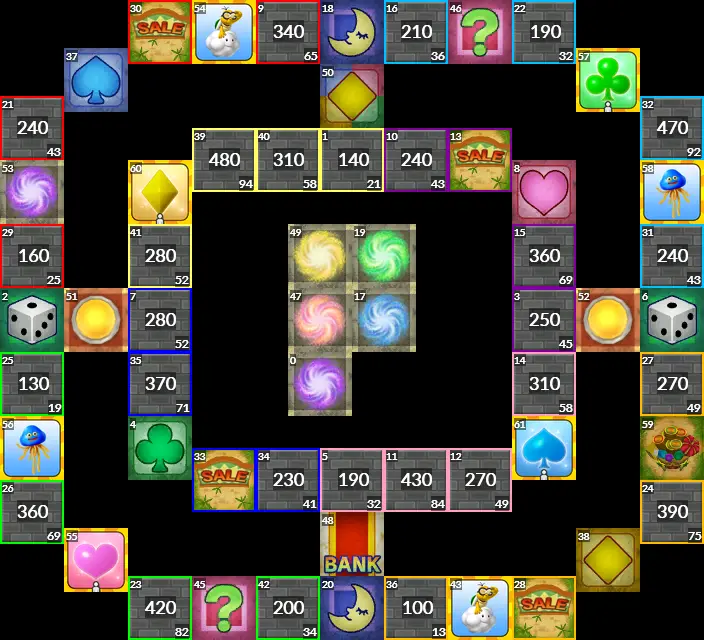 30 SALE
54
9 340 65
18
16 210 36
46 ?
22 190 32
37
50
57
21 240 43
32 470 92
39 480 94
40 310 58
1 140 21
10 240 43
13 SALE
53
60
8
58
29 160 25
41 280 52
49
19
15 360 69
31 240 43
2
51
7 280 52
47
17
3 250 45
52
6
25 130 19
35 370 71
0
14 310 58
27 270 49
56
4
61
59
33 SALE
34 230 41
5 190 32
11 430 84
12 270 49
26 360 69
24 390 75
48 BANK
55
38
23 420 82
45 ?
42 200 34
20
36 100 13
43
28 SALE